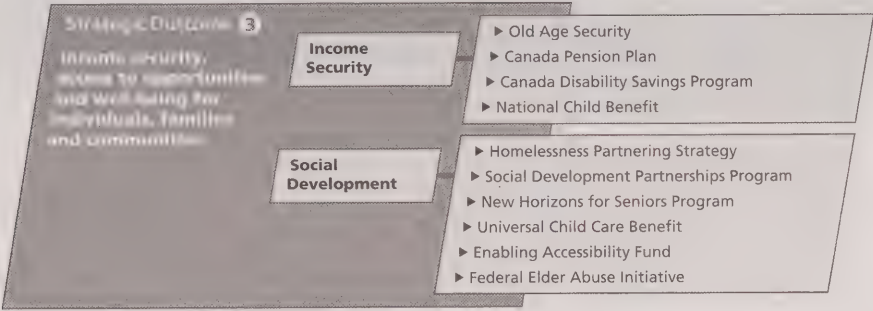 Strategic Outcome 3
Income security,
access to opportunities
and well-being for
individuals, families
and communities
Income
Security
▶ Old Age Security
▶ Canada Pension Plan
▶ Canada Disability Savings Program
▶ National Child Benefit
Social
Development
▶ Homelessness Partnering Strategy
▶ Social Development Partnerships Program
▶ New Horizons for Seniors Program
▶ Universal Child Care Benefit
▶ Enabling Accessibility Fund
▶ Federal Elder Abuse Initiative